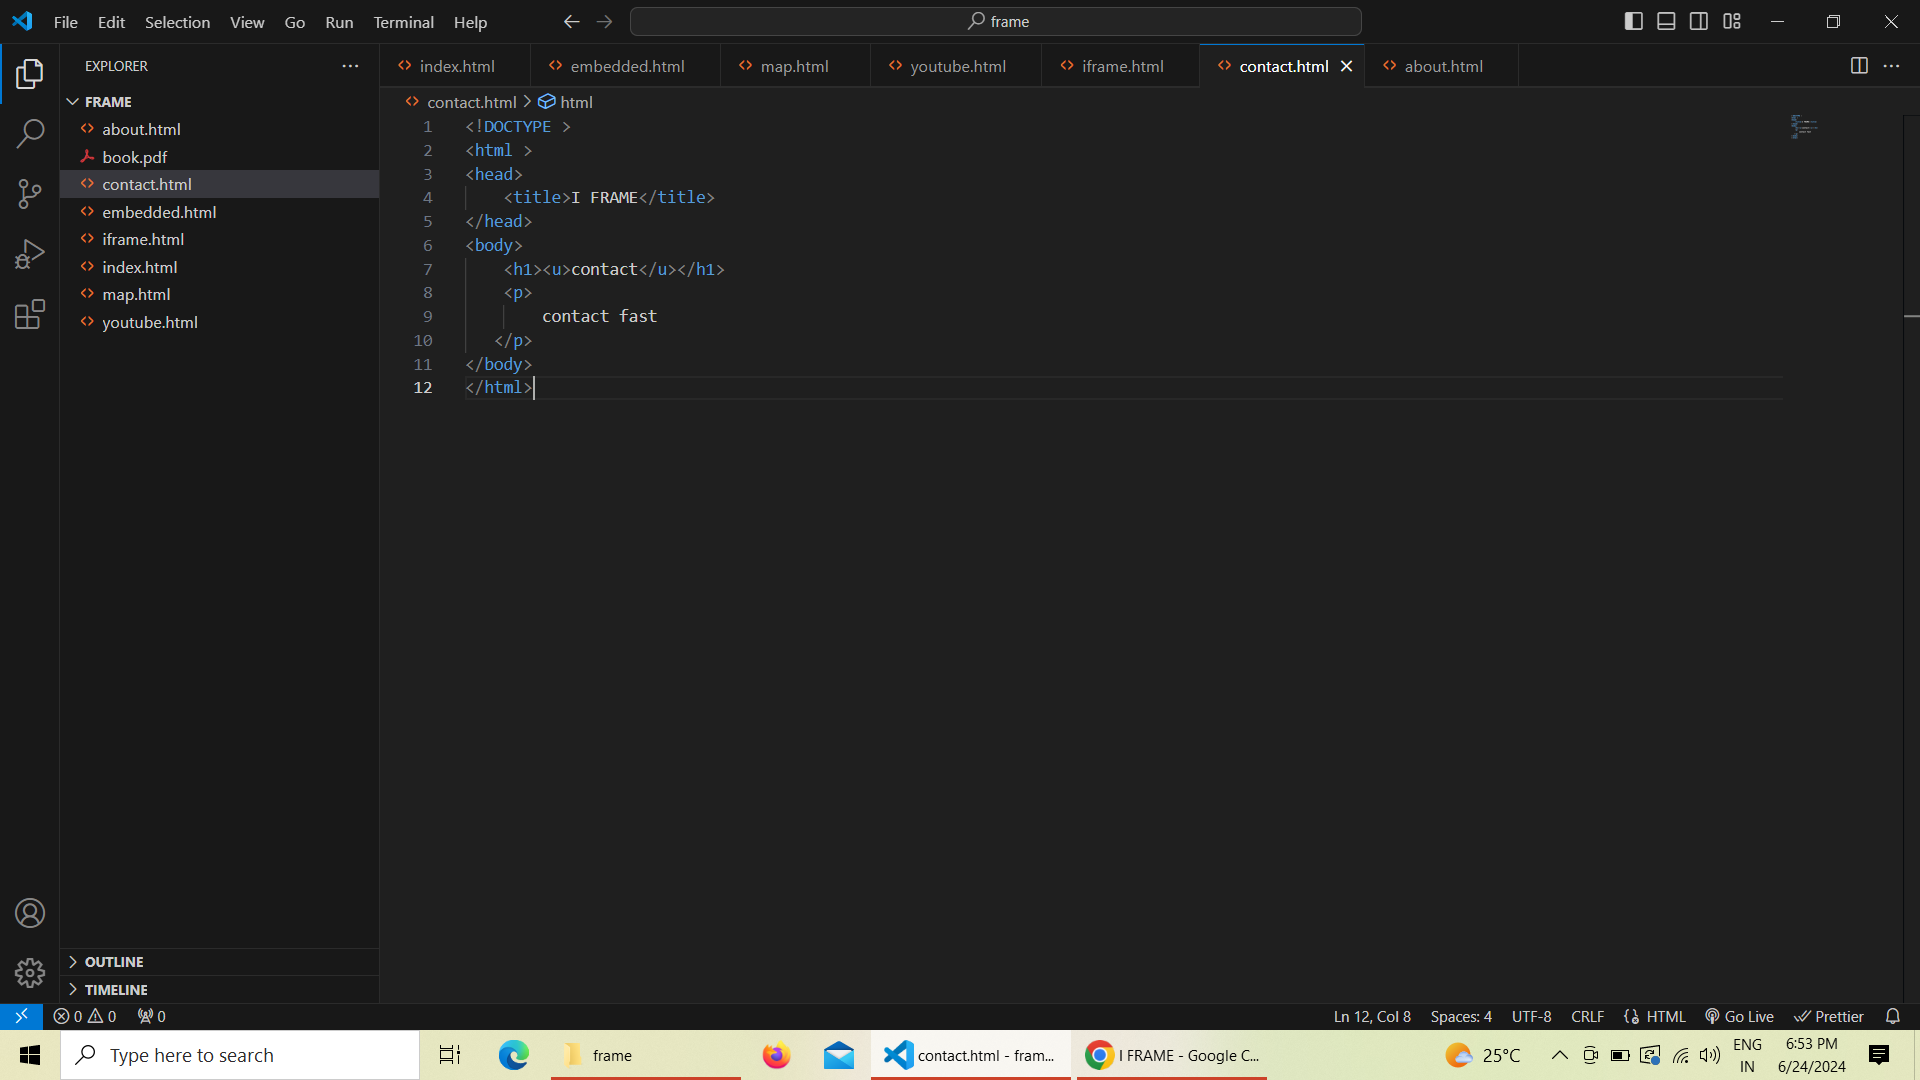 File Edit Selection View Go Run Terminal Help
frame
EXPLORER
index.html
embedded.html
map.html
youtube.html
iframe.html
contact.html
about.html
FRAME
about.html
book.pdf
contact.html
embedded.html
iframe.html
index.html
map.html
youtube.html
OUTLINE
TIMELINE
contact.html > html
1 <!DOCTYPE >
2 <html >
3 <head>
4 <title>I FRAME</title>
5 </head>
6 <body>
7 <h1><u>contact</u></h1>
8 <p>
9 contact fast
10 </p>
11 </body>
12 </html>
0 0 0
Ln 12, Col 8 Spaces: 4 UTF-8 CRLF {} HTML Go Live Prettier
Type here to search
frame
contact.html - fram...
I FRAME - Google C...
25°C
ENG
IN
6:53 PM
6/24/2024